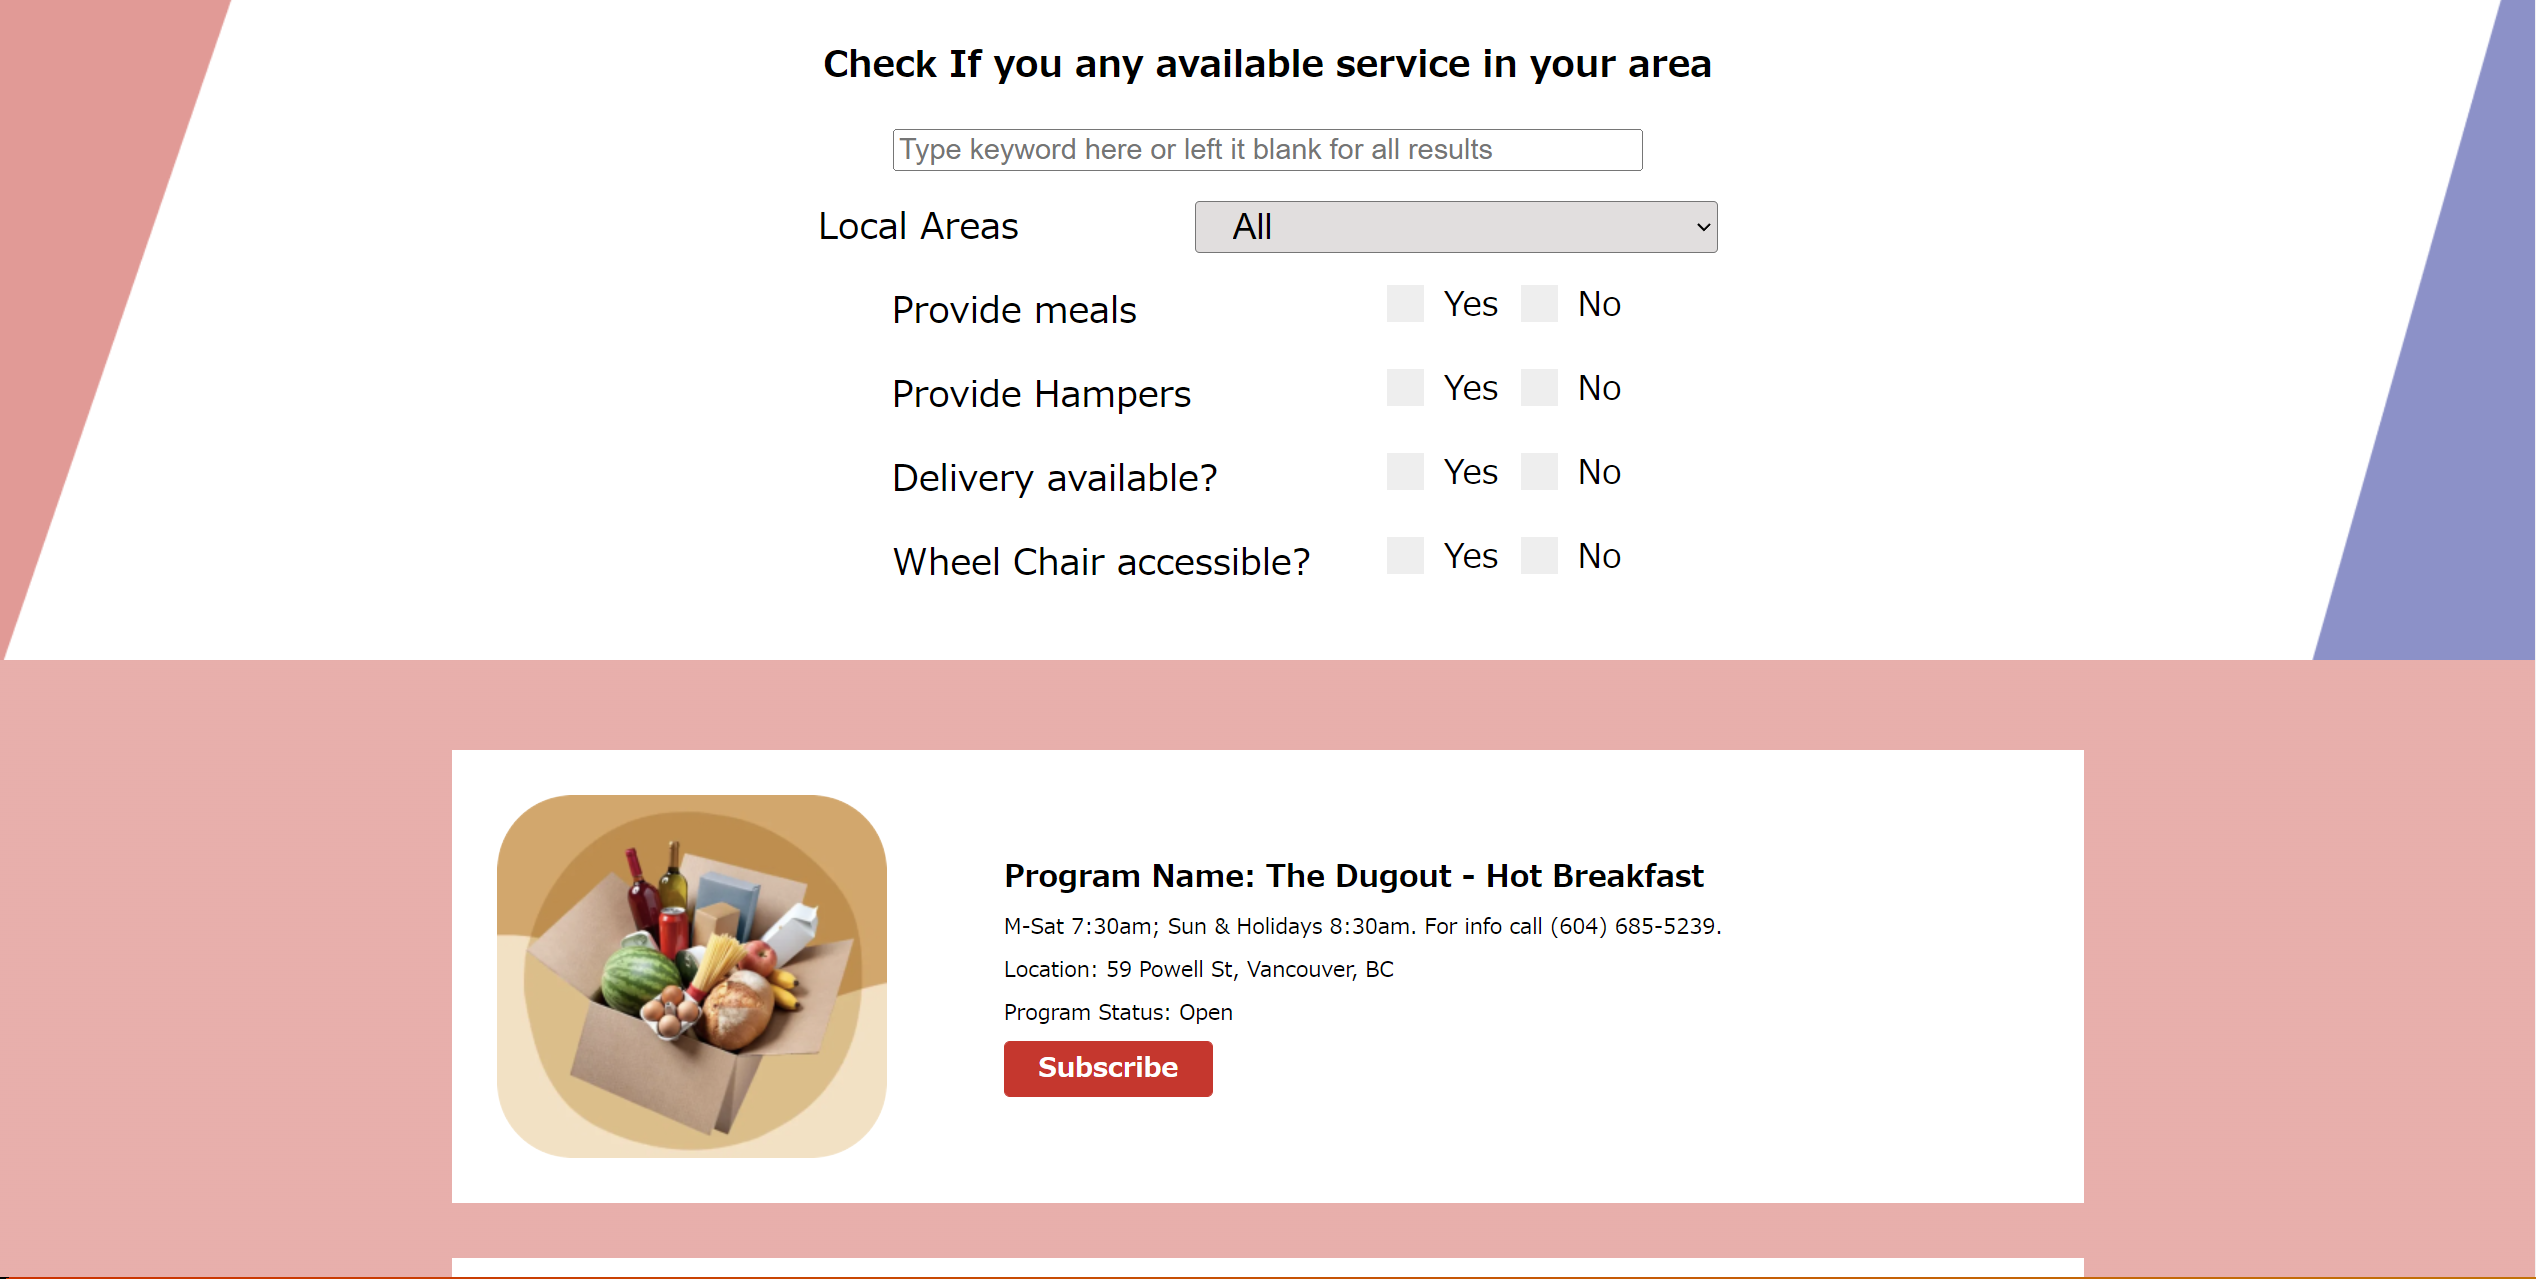 Check If you any available service in your area
Type keyword here or left it blank for all results
Local Areas All
Provide meals Yes No
Provide Hampers Yes No
Delivery available? Yes No
Wheel Chair accessible? Yes No
Program Name: The Dugout - Hot Breakfast
M-Sat 7:30am; Sun & Holidays 8:30am. For info call (604) 685-5239.
Location: 59 Powell St, Vancouver, BC
Program Status: Open
Subscribe